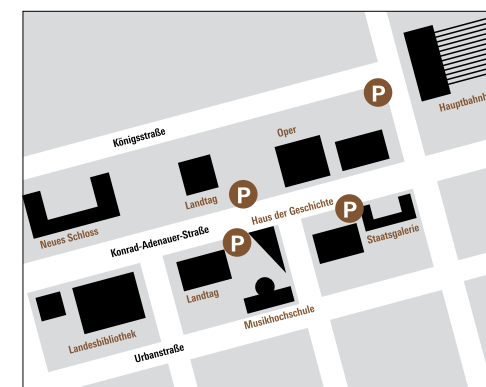 P
Hauptbahnh
Königsstraße
Oper
Landtag
P
Haus der Geschichte
P
Staatsgalerie
Neues Schloss
Konrad-Adenauer-Straße
P
Landtag
Musikhochschule
Landesbibliothek
Urbanstraße